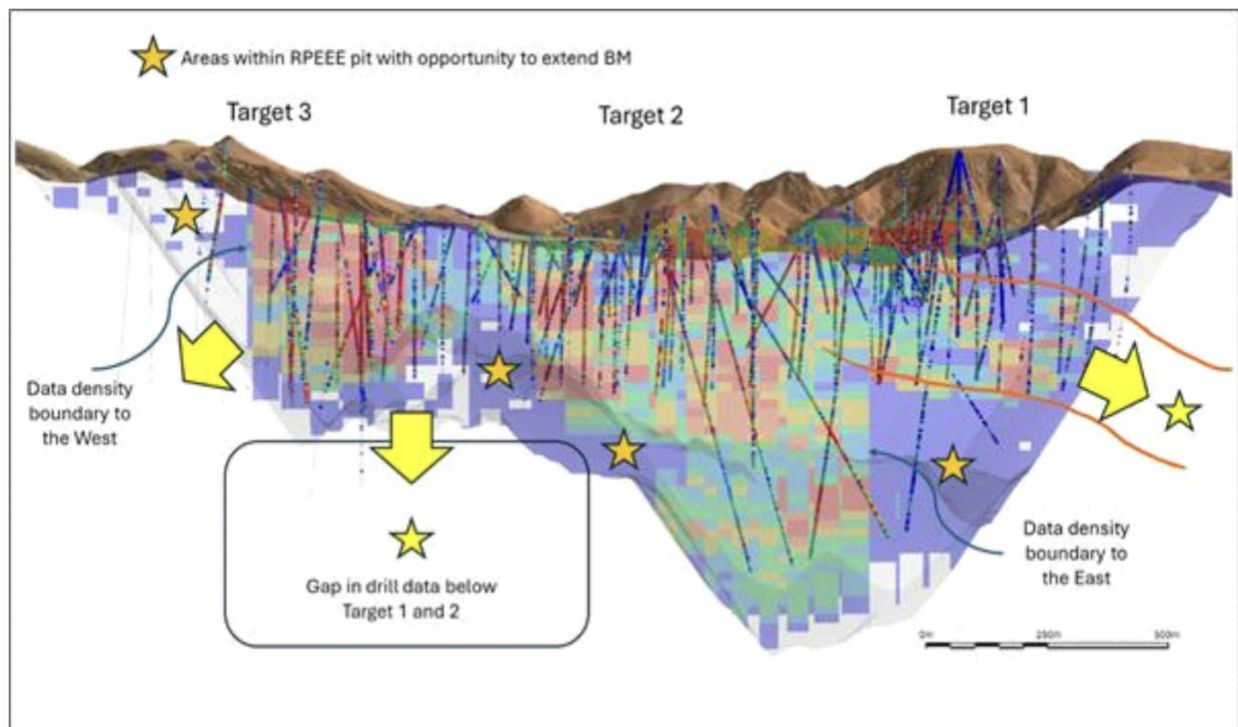 Areas within RPEEE pit with opportunity to extend BM
Target 3
Target 2
Target 1
Data density
boundary to
the West
Gap in drill data below
Target 1 and 2
Data density
boundary to
the East
0m
250m
500m